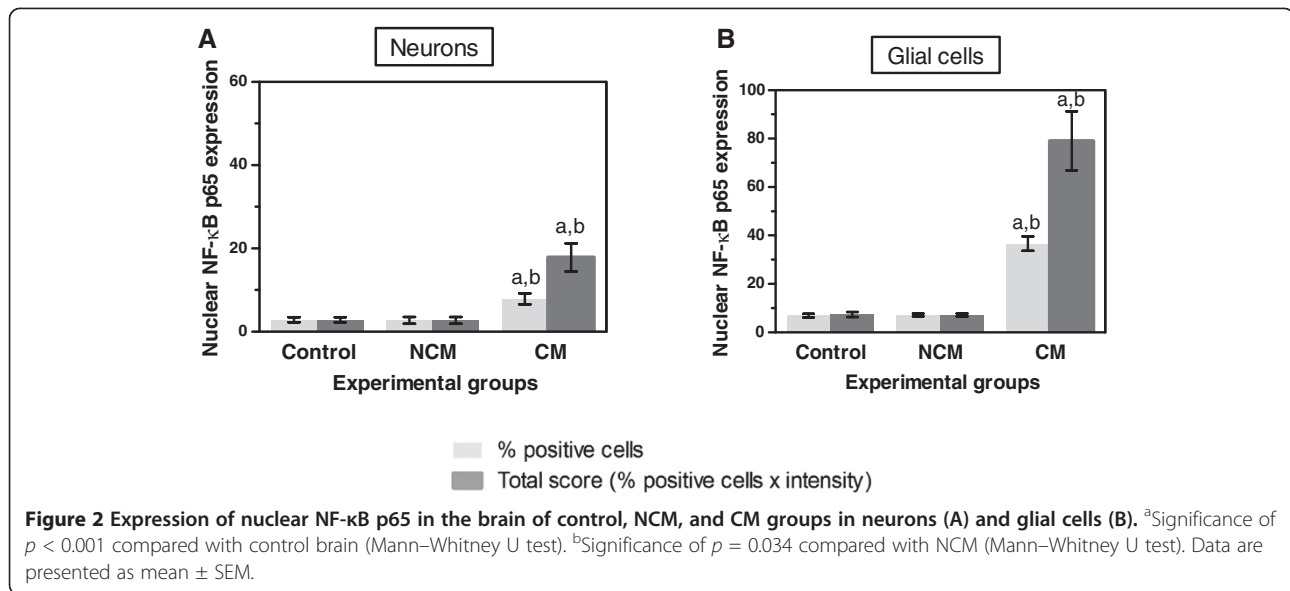 A
Neurons
Nuclear NF-κB p65 expression
60
40
20
0
a,b
a,b
Control NCM CM
Experimental groups
B
Glial cells
Nuclear NF-κB p65 expression
100
80
60
40
20
0
a,b
a,b
Control NCM CM
Experimental groups
% positive cells
Total score (% positive cells x intensity)
Figure 2 Expression of nuclear NF-κB p65 in the brain of control, NCM, and CM groups in neurons (A) and glial cells (B). aSignificance of
p < 0.001 compared with control brain (Mann–Whitney U test). bSignificance of p = 0.034 compared with NCM (Mann–Whitney U test). Data are
presented as mean ± SEM.